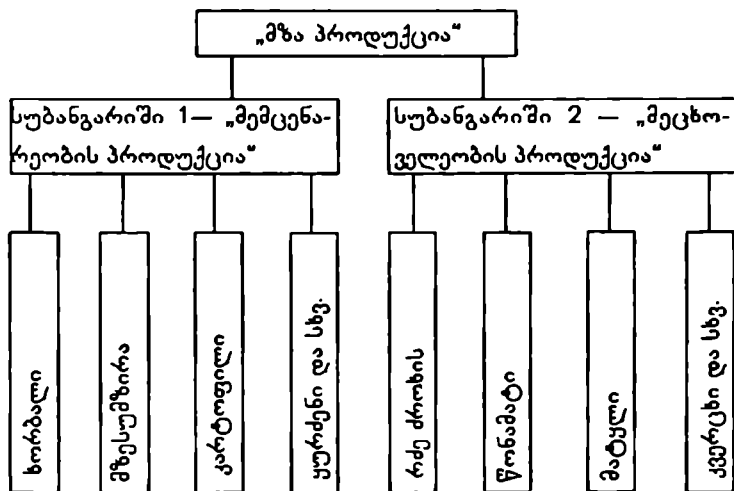 „მზა პროდუქცია“
სუბანგარიში 1— „მემცენა-
რეობის პროდუქცია“
სუბანგარიში 2 — „მეცხო-
ველეობის პროდუქცია“
ხორბალი
მზესუმზირა
კარტოფილი
ყურძენი და სხვ.
რძე ძროხის
წონამატი
მატყლი
კვერცხი და სხვ.